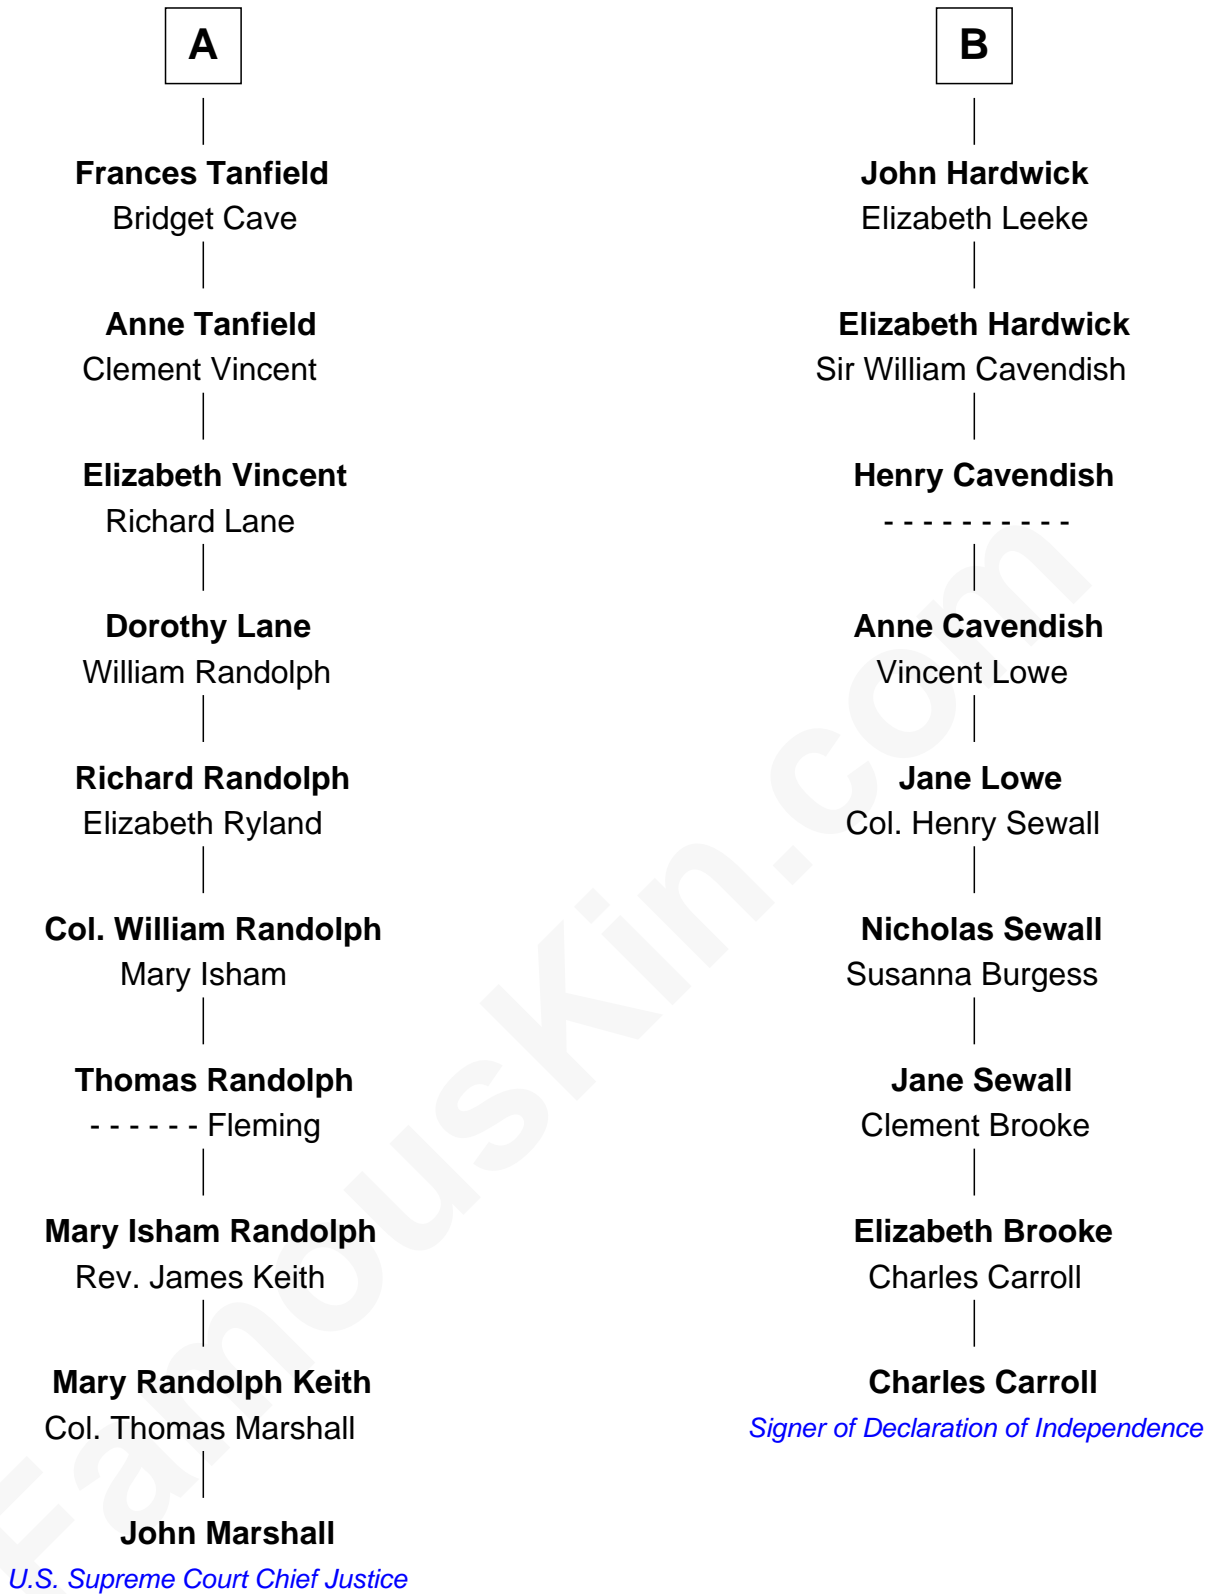 A
Frances Tanfield
Bridget Cave
Anne Tanfield
Clement Vincent
Elizabeth Vincent
Richard Lane
Dorothy Lane
William Randolph
Richard Randolph
Elizabeth Ryland
Col. William Randolph
Mary Isham
Thomas Randolph
- - - - - - Fleming
Mary Isham Randolph
Rev. James Keith
Mary Randolph Keith
Col. Thomas Marshall
John Marshall
U.S. Supreme Court Chief Justice
B
John Hardwick
Elizabeth Leeke
Elizabeth Hardwick
Sir William Cavendish
Henry Cavendish
- - - - - - - - - -
Anne Cavendish
Vincent Lowe
Jane Lowe
Col. Henry Sewall
Nicholas Sewall
Susanna Burgess
Jane Sewall
Clement Brooke
Elizabeth Brooke
Charles Carroll
Charles Carroll
Signer of Declaration of Independence
FamousKin.com